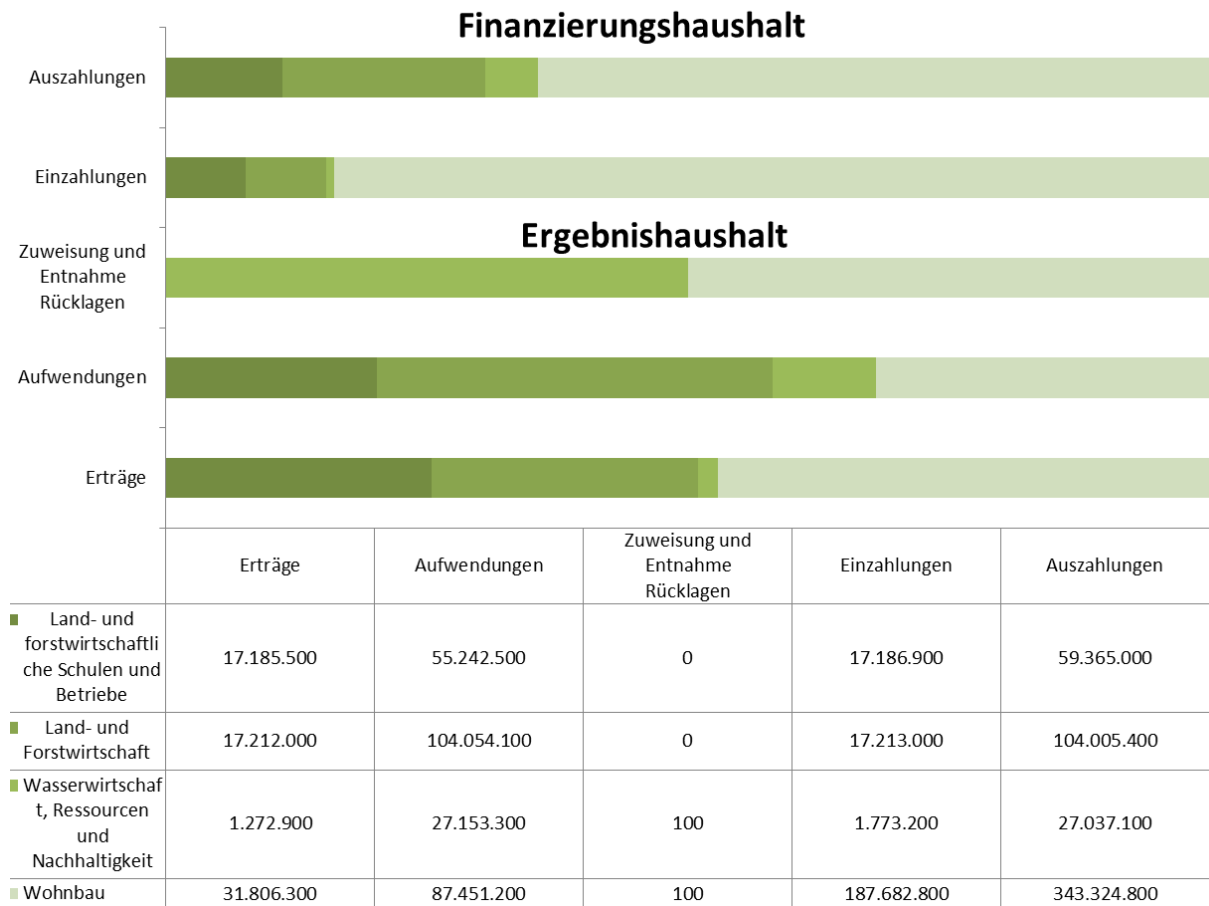 Finanzierungshaushalt
Auszahlungen
Einzahlungen
Ergebnishaushalt
Zuweisung und
Entnahme
Rücklagen
Aufwendungen
Erträge
Erträge Aufwendungen Zuweisung und Entnahme Rücklagen Einzahlungen Auszahlungen
Land- und
forstwirtschaftli
che Schulen und
Betriebe
17.185.500 55.242.500 0 17.186.900 59.365.000
Land- und
Forstwirtschaft
17.212.000 104.054.100 0 17.213.000 104.005.400
Wasserwirtschaf
t, Ressourcen
und
Nachhaltigkeit
1.272.900 27.153.300 100 1.773.200 27.037.100
Wohnbau 31.806.300 87.451.200 100 187.682.800 343.324.800